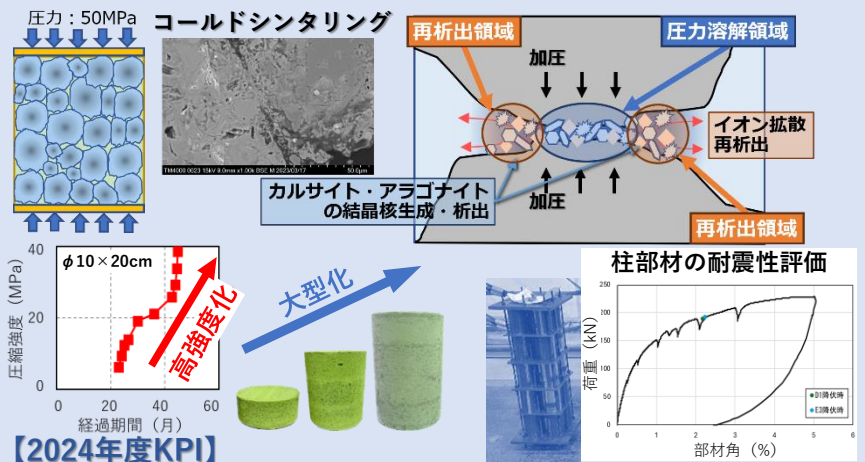 圧力：50MPa
コールドシンタリング
TM4000 0023 15kV 9.0mm x1.00k BSE M 2023/03/17
50.0μm
再析出領域
圧力溶解領域
加圧
イオン拡散
再析出
カルサイト・アラゴナイト
の結晶核生成・析出
加圧
再析出領域
圧縮強度（MPa）
40
20
0
φ10×20cm
高強度化
0
20
40
60
経過期間（月）
大型化
【2024年度KPI】
柱部材の耐震性評価
荷重（kN）
250
200
150
100
50
0
0
1
2
3
4
5
6
D1降伏時
E3降伏時
部材角（%）